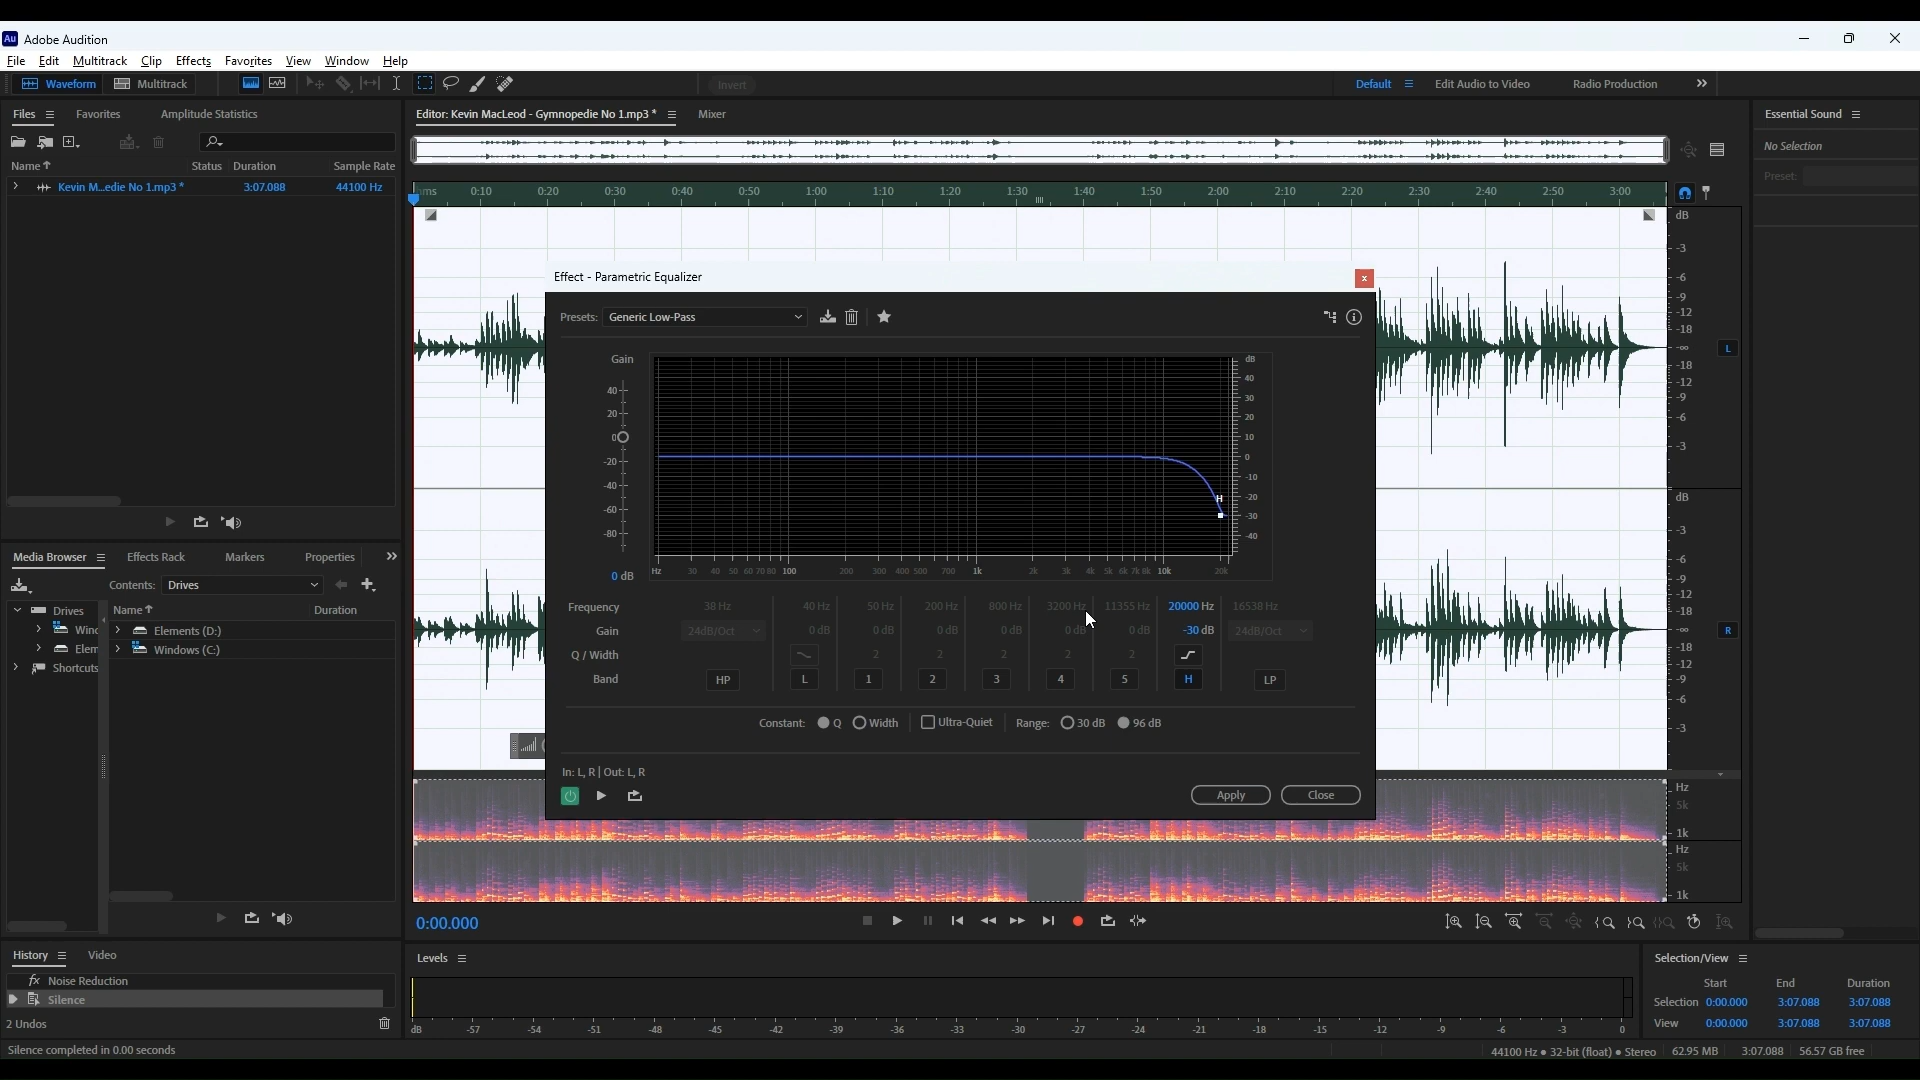 Au Adobe Audition
File Edit Multitrack Clip Effects Favorites View Window Help
Waveform Multitrack Invert Default Edit Audio to Video Radio Production
Files Favorites Amplitude Statistics
Editor: Kevin MacLeod - Gymnopedie No 1.mp3 * Mixer
Essential Sound
No Selection
Preset:
Name Status Duration Sample Rate
Kevin M...edie No 1.mp3 * 3:07.088 44100 Hz
hms 0:10 0:20 0:30 0:40 0:50 1:00 1:10 1:20 1:30 1:40 1:50 2:00 2:10 2:20 2:30 2:40 2:50 3:00
dB
-3
-6
-9
-12
-18
-∞
-18
-12
-9
-6
-3
L
dB
-3
-6
-9
-12
-18
-∞
-18
-12
-9
-6
-3
R
Effect - Parametric Equalizer
Presets: Generic Low-Pass
Gain
40
20
0
-20
-40
-60
-80
0 dB
dB
40
30
20
10
0
-10
-20
-30
-40
H
Hz 30 40 50 60 70 80 100 200 300 400 500 700 1k 2k 3k 4k 5k 6k 7k 8k 10k 20k
Frequency 38 Hz 40 Hz 50 Hz 200 Hz 800 Hz 3200 Hz 11355 Hz 20000 Hz 16538 Hz
Gain 24dB/Oct 0 dB 0 dB 0 dB 0 dB 0 dB 0 dB -30 dB 24dB/Oct
Q / Width 2 2 2 2 2
Band HP L 1 2 3 4 5 H LP
Constant: Q Width Ultra-Quiet Range: 30 dB 96 dB
In: L, R | Out: L, R
Apply Close
Media Browser Effects Rack Markers Properties
Contents: Drives
Drives
Wind
Elem
Shortcuts
Name Duration
Elements (D:)
Windows (C:)
Hz
5k
1k
Hz
5k
1k
0:00.000
History Video
fx Noise Reduction
Silence
2 Undos
Silence completed in 0.00 seconds
Levels
dB -57 -54 -51 -48 -45 -42 -39 -36 -33 -30 -27 -24 -21 -18 -15 -12 -9 -6 -3 0
Selection/View
Start End Duration
Selection 0:00.000 3:07.088 3:07.088
View 0:00.000 3:07.088 3:07.088
44100 Hz • 32-bit (float) • Stereo 62.95 MB 3:07.088 56.57 GB free